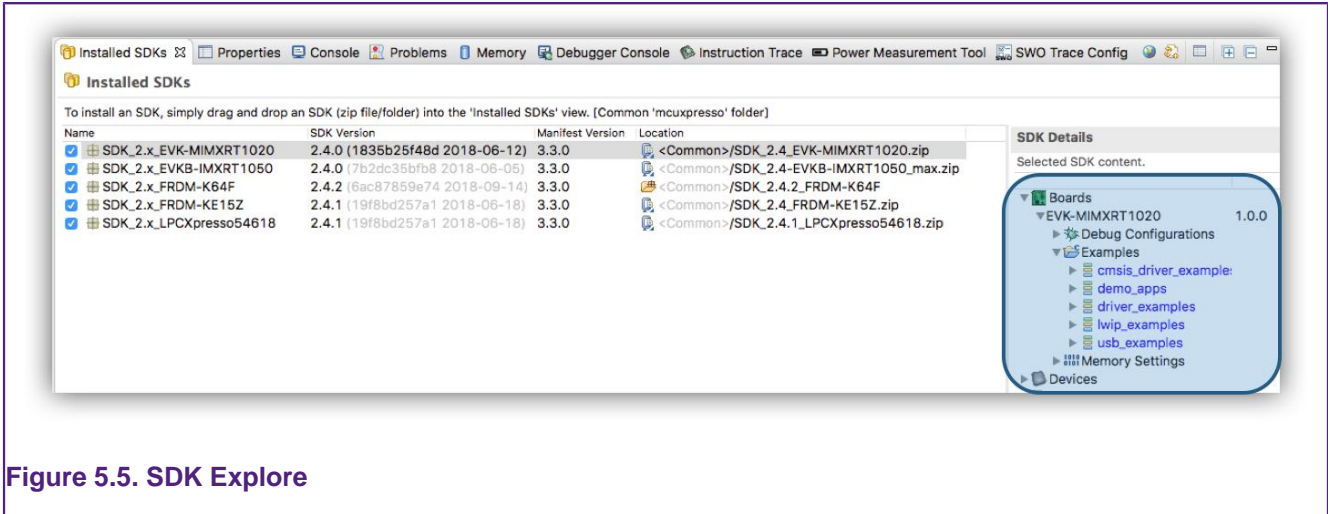 Installed SDKs Properties Console Problems Memory Debugger Console Instruction Trace Power Measurement Tool SWO SWO Trace Config
Installed SDKs
To install an SDK, simply drag and drop an SDK (zip file/folder) into the 'Installed SDKs' view. [Common 'mcuxpresso' folder]
Name SDK Version Manifest Version Location
SDK_2.x_EVK-MIMXRT1020 2.4.0 (1835b25f48d 2018-06-12) 3.3.0 <Common>/SDK_2.4_EVK-MIMXRT1020.zip
SDK_2.x_EVKB-IMXRT1050 2.4.0 (7b2dc35bfb8 2018-06-05) 3.3.0 <Common>/SDK_2.4-EVKB-IMXRT1050_max.zip
SDK_2.x_FRDM-K64F 2.4.2 (6ac87859e74 2018-09-14) 3.3.0 <Common>/SDK_2.4.2_FRDM-K64F
SDK_2.x_FRDM-KE15Z 2.4.1 (19f8bd257a1 2018-06-18) 3.3.0 <Common>/SDK_2.4_FRDM-KE15Z.zip
SDK_2.x_LPCXpresso54618 2.4.1 (19f8bd257a1 2018-06-18) 3.3.0 <Common>/SDK_2.4.1_LPCXpresso54618.zip
SDK Details
Selected SDK content.
Boards
EVK-MIMXRT1020 1.0.0
Debug Configurations
Examples
cmsis_driver_example
demo_apps
driver_examples
lwip_examples
usb_examples
Memory Settings
Devices
Figure 5.5. SDK Explore